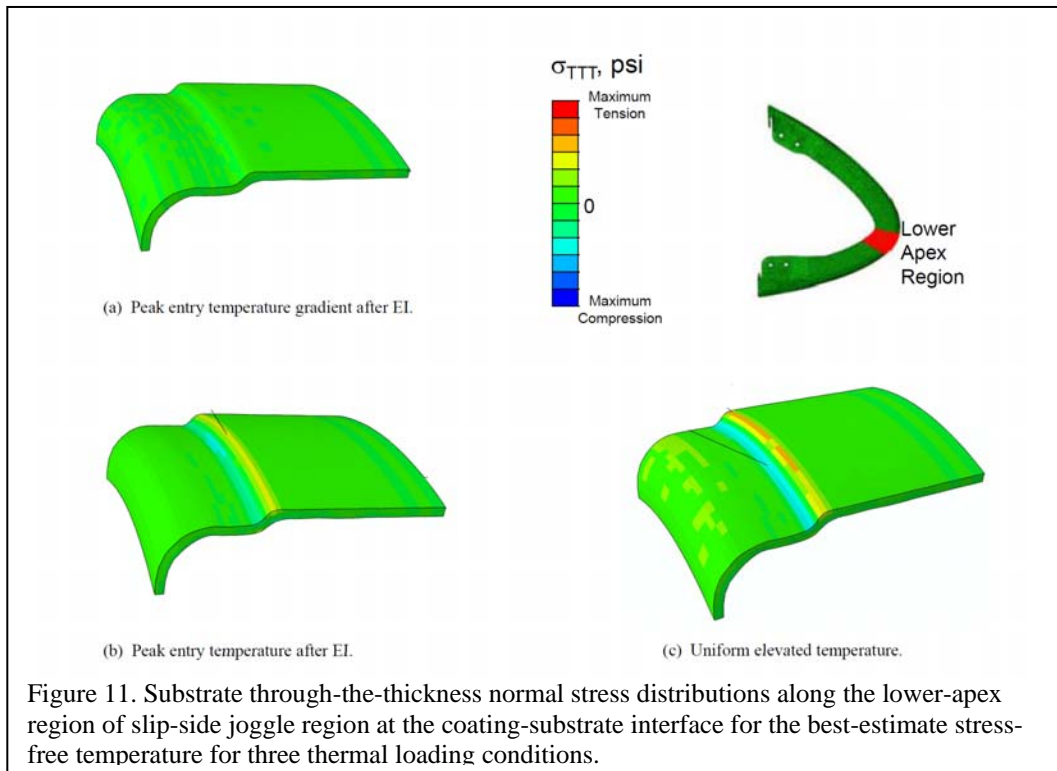 σTTT, psi
Maximum
Tension
0
Maximum
Compression
Lower
Apex
Region
(a) Peak entry temperature gradient after EI.
(b) Peak entry temperature after EI.
(c) Uniform elevated temperature.
Figure 11. Substrate through-the-thickness normal stress distributions along the lower-apex
region of slip-side joggle region at the coating-substrate interface for the best-estimate stress-
free temperature for three thermal loading conditions.